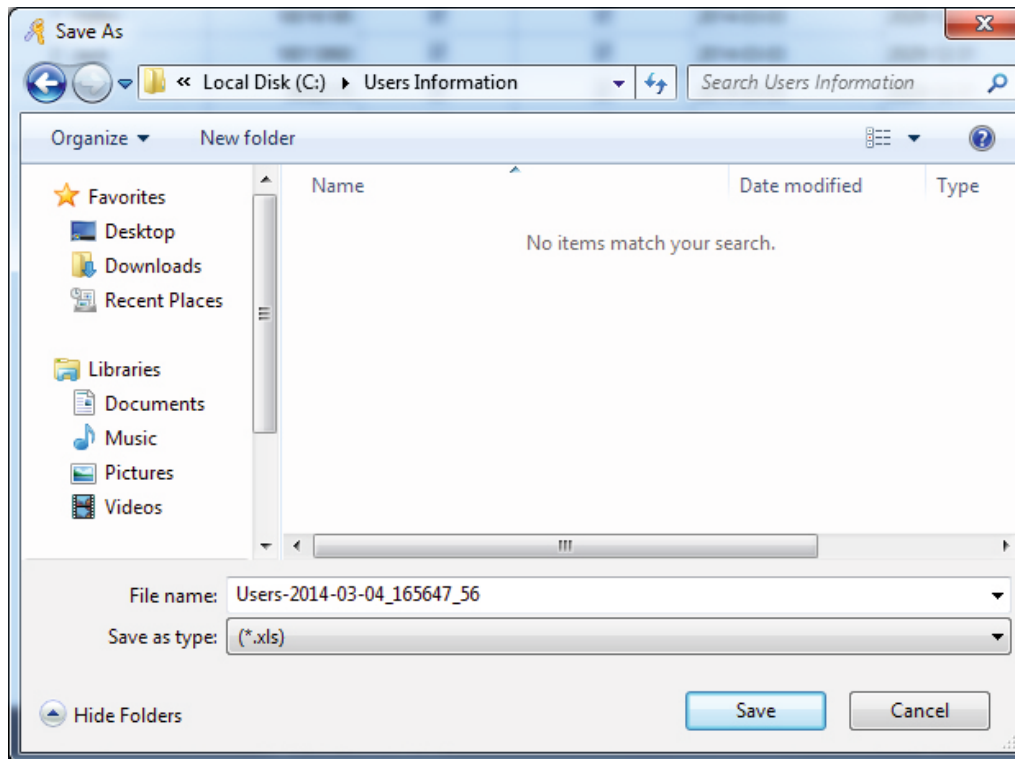 Save As
« Local Disk (C:) Users Information
Search Users Information
Organize New folder
Name Date modified Type
No items match your search.
Favorites
Desktop
Downloads
Recent Places
Libraries
Documents
Music
Pictures
Videos
File name: Users-2014-03-04_165647_56
Save as type: (*.xls)
Hide Folders
Save Cancel